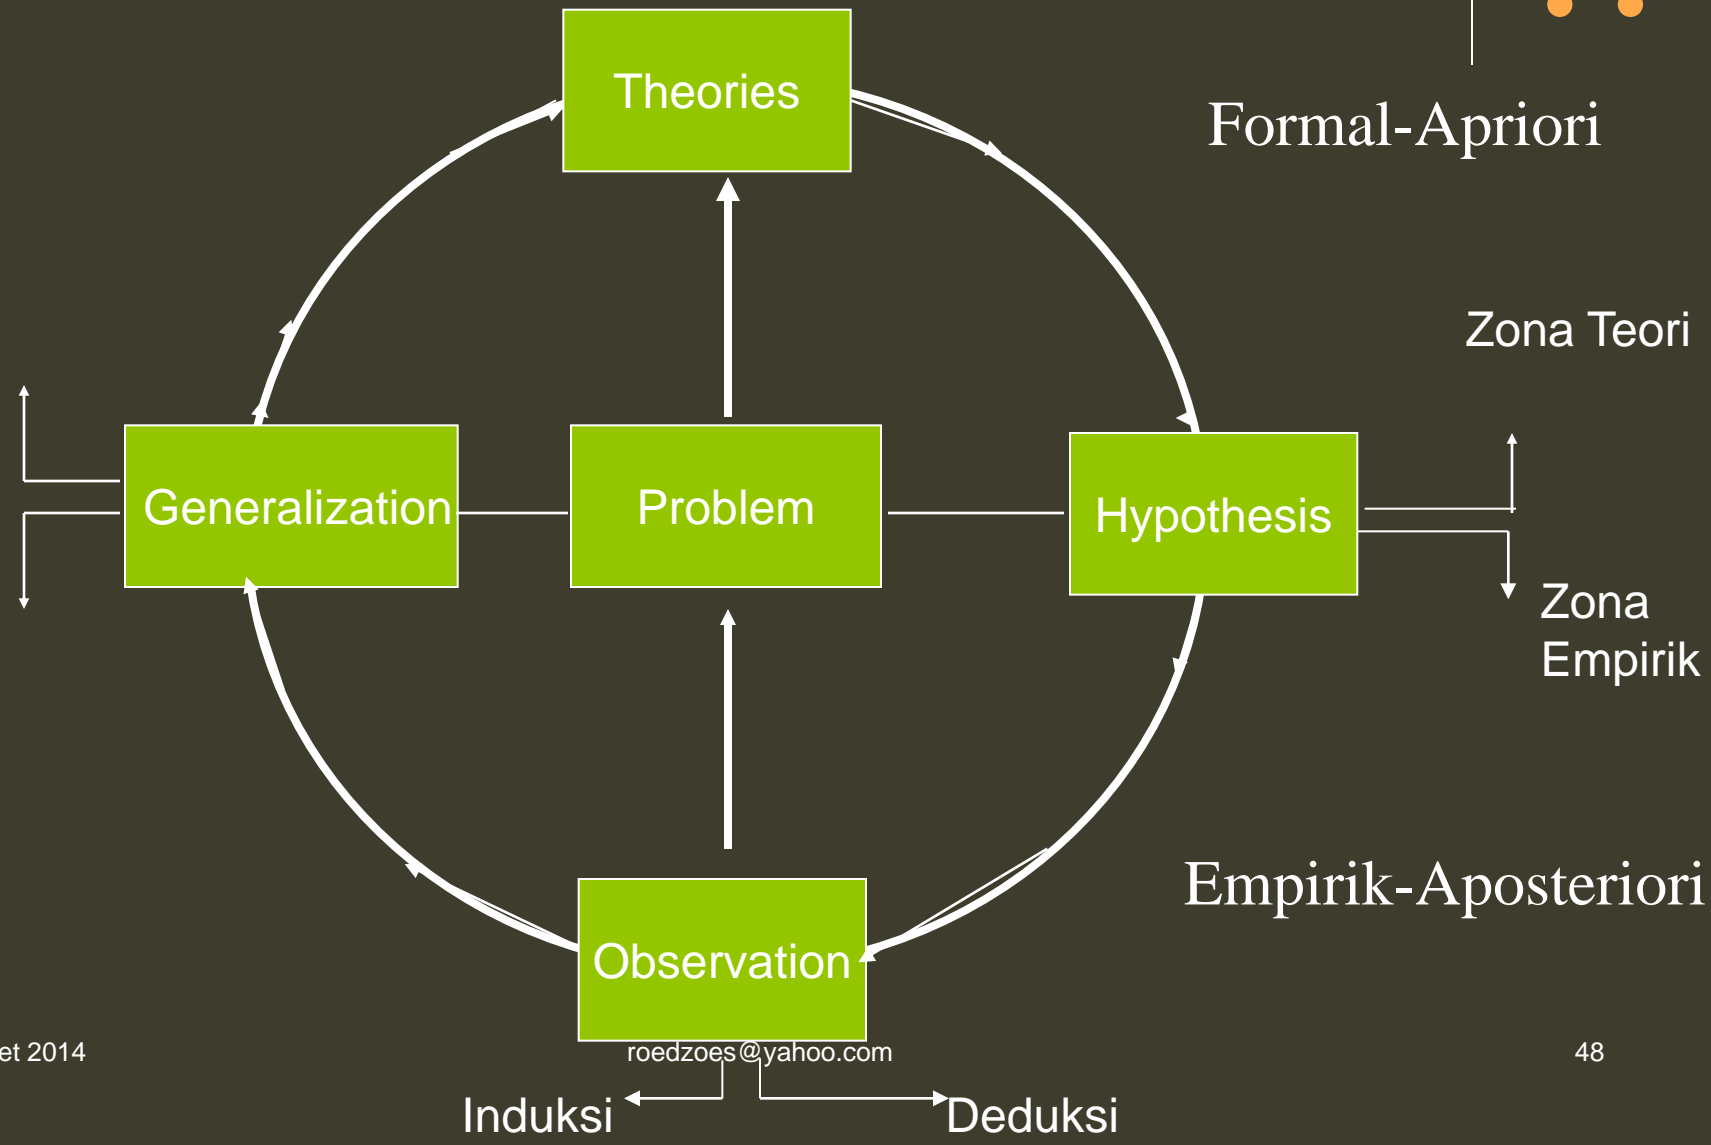 Theories
Formal-Apriori
Zona Teori
Generalization
Problem
Hypothesis
Zona
Empirik
Empirik-Aposteriori
Observation
et 2014
roedzoes@yahoo.com
48
Induksi
Deduksi